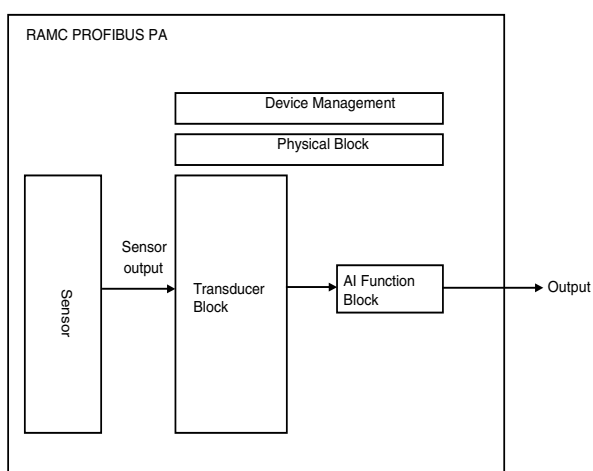 RAMC PROFIBUS PA
Device Management
Physical Block
Sensor
Sensor
output
Transducer
Block
AI Function
Block
Output